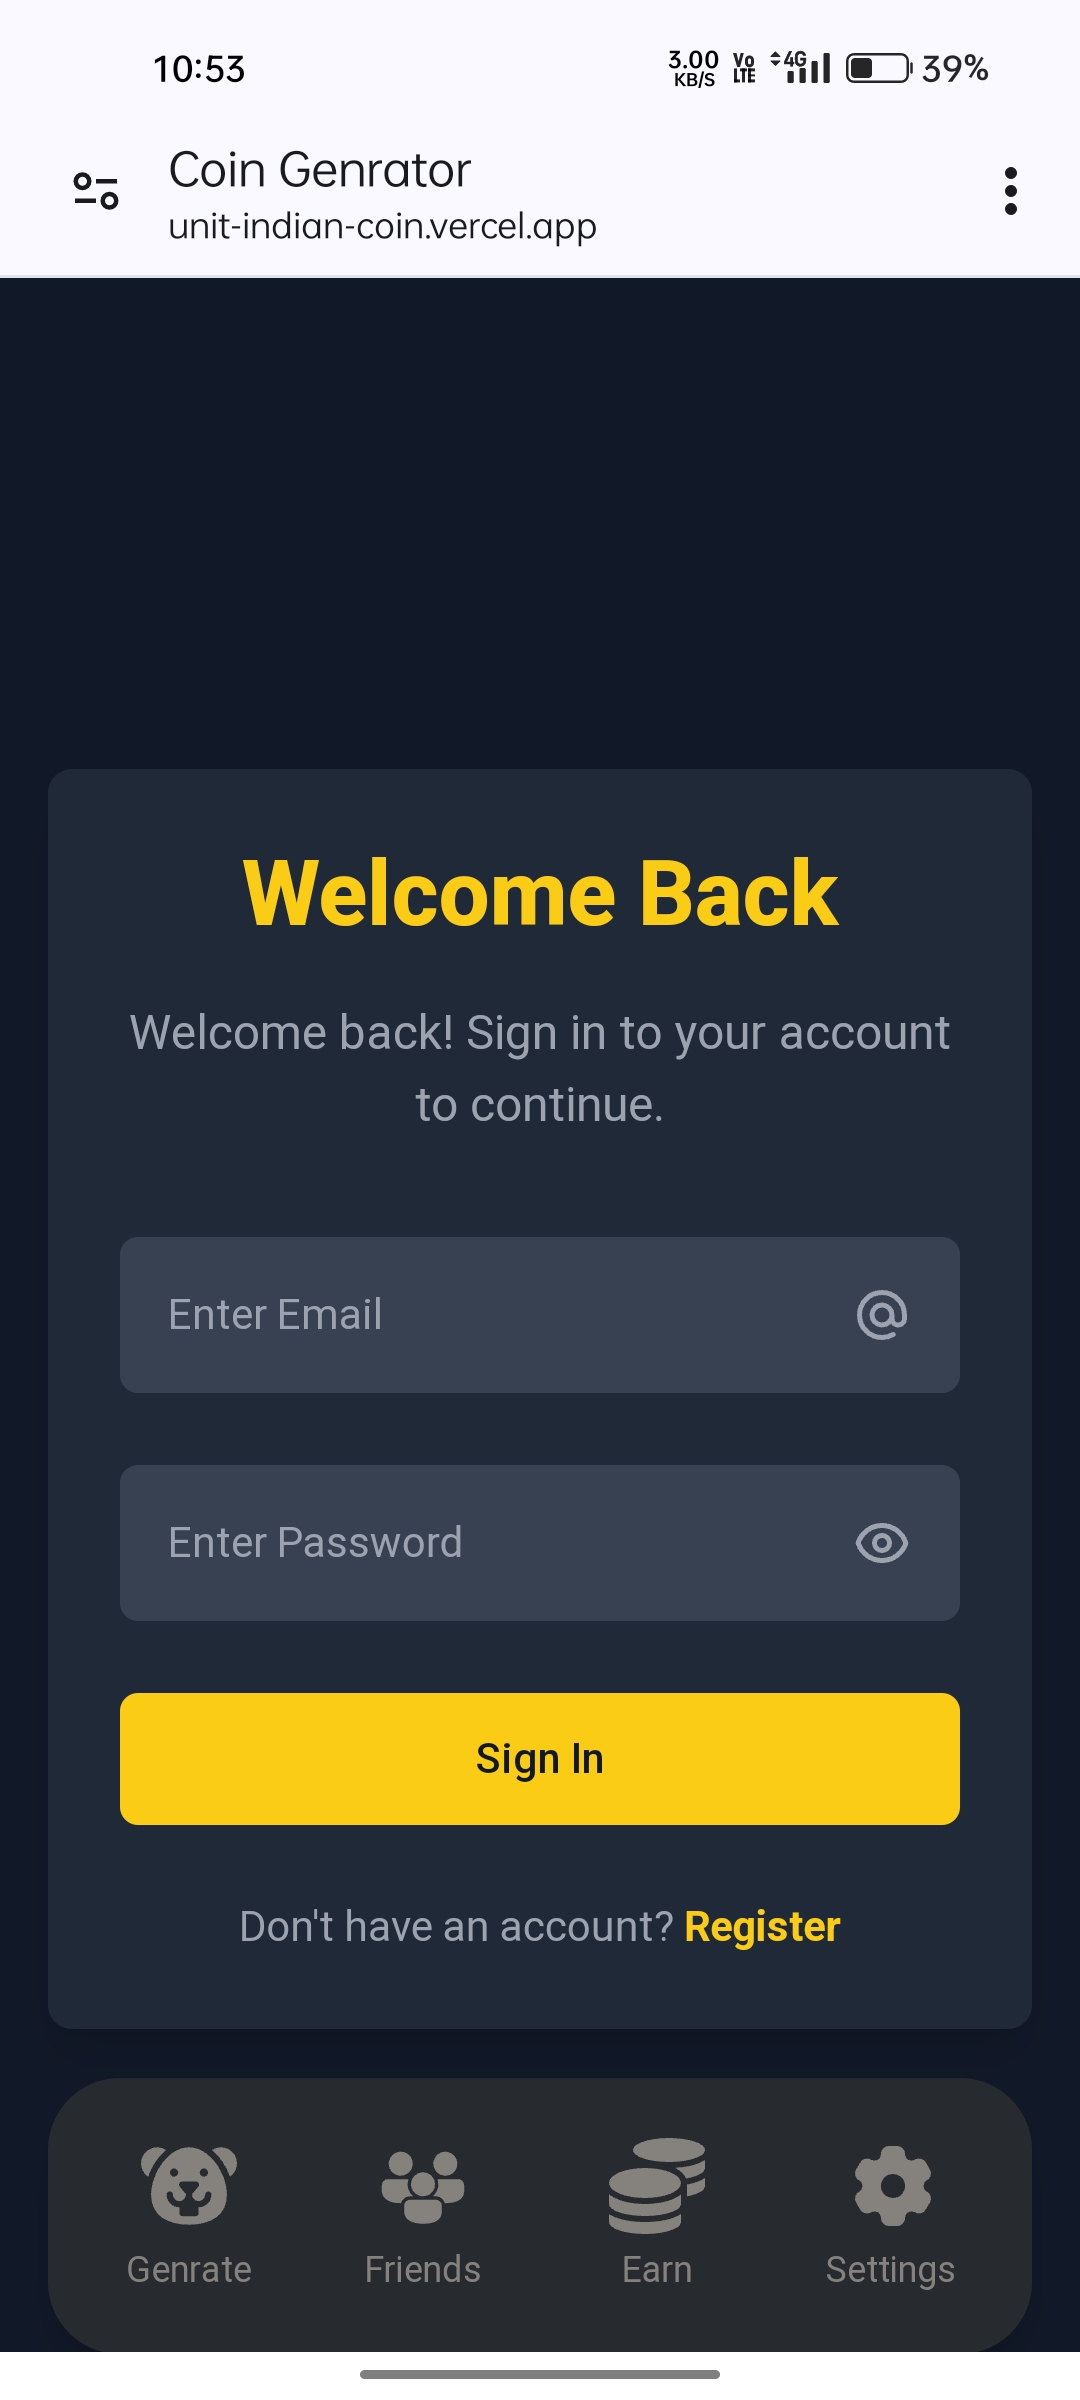 10:53
3.00 KB/S Vo LTE 4G 39%
Coin Genrator
unit-indian-coin.vercel.app
Welcome Back
Welcome back! Sign in to your account
to continue.
Enter Email
Enter Password
Sign In
Don't have an account? Register
Genrate Friends Earn Settings